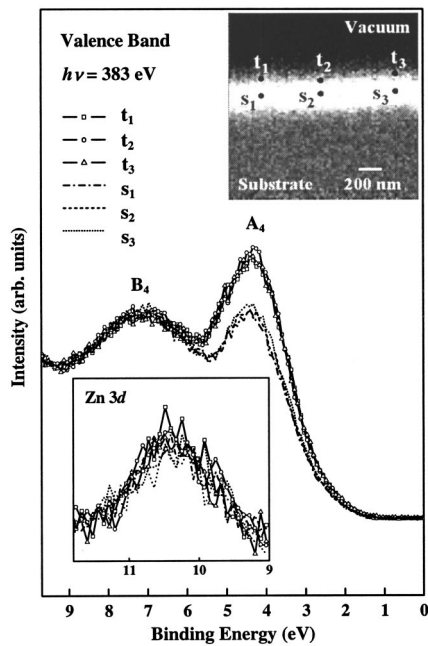 Valence Band
hν = 383 eV
t₁
t₂
t₃
s₁
s₂
s₃
Vacuum
t₁
t₂
t₃
s₁
s₂
s₃
Substrate
200 nm
A₄
B₄
Zn 3d
11
10
9
Intensity (arb. units)
9
8
7
6
5
4
3
2
1
0
Binding Energy (eV)